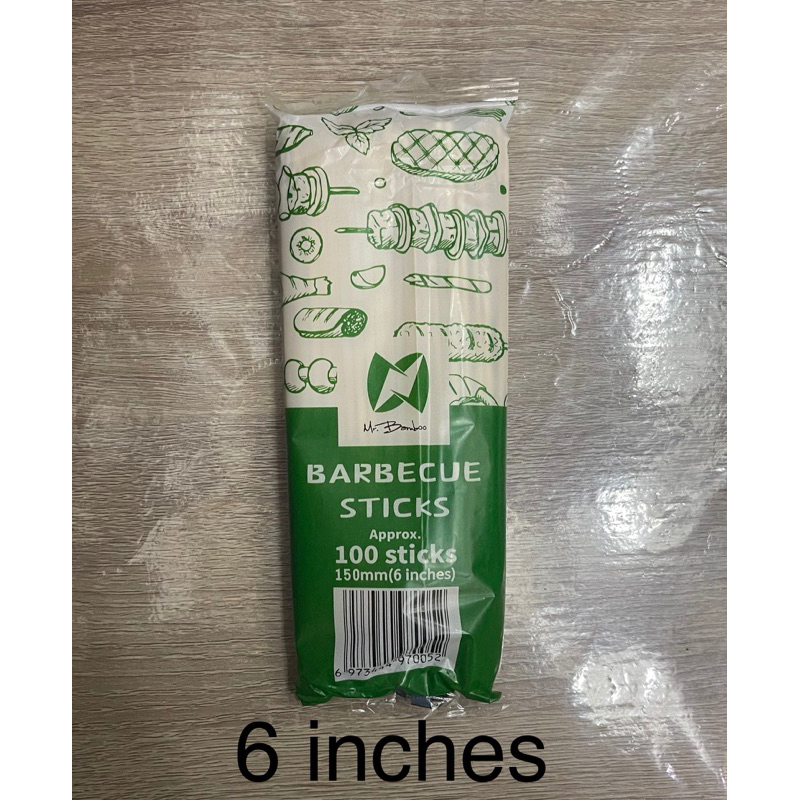 Mr. Bamboo
BARBECUE
STICKS
Approx.
100 sticks
150mm(6 inches)
6 inches